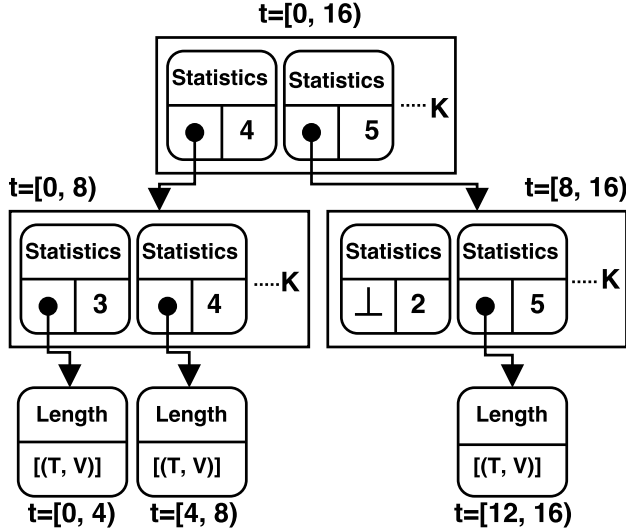 t=[0, 16)
Statistics Statistics
4 5 ...... K
t=[0, 8) t=[8, 16)
Statistics Statistics Statistics Statistics
3 4 ...... K ⊥ 2 5 ...... K
Length Length Length
[(T, V)] [(T, V)] [(T, V)]
t=[0, 4) t=[4, 8) t=[12, 16)